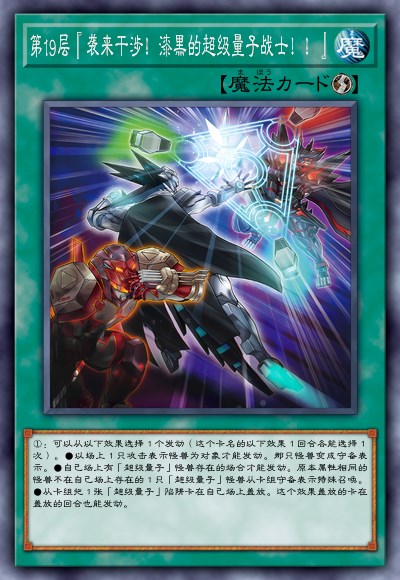 第19层『袭来干涉！漆黑的超级量子战士！！』
魔
【魔法カード】
まほう
①：可以从以下效果选择1个发动（这个卡名的以下效果1回合各能选择1
次）。●以场上1只攻击表示怪兽为对象才能发动。那只怪兽变成守备表
示。●自己场上有「超级量子」怪兽存在的场合才能发动。原本属性相同的
怪兽不在自己场上存在的1只「超级量子」怪兽从卡组守备表示特殊召唤。
●从卡组把1张「超级量子」陷阱卡在自己场上盖放。这个效果盖放的卡在
盖放的回合也能发动。